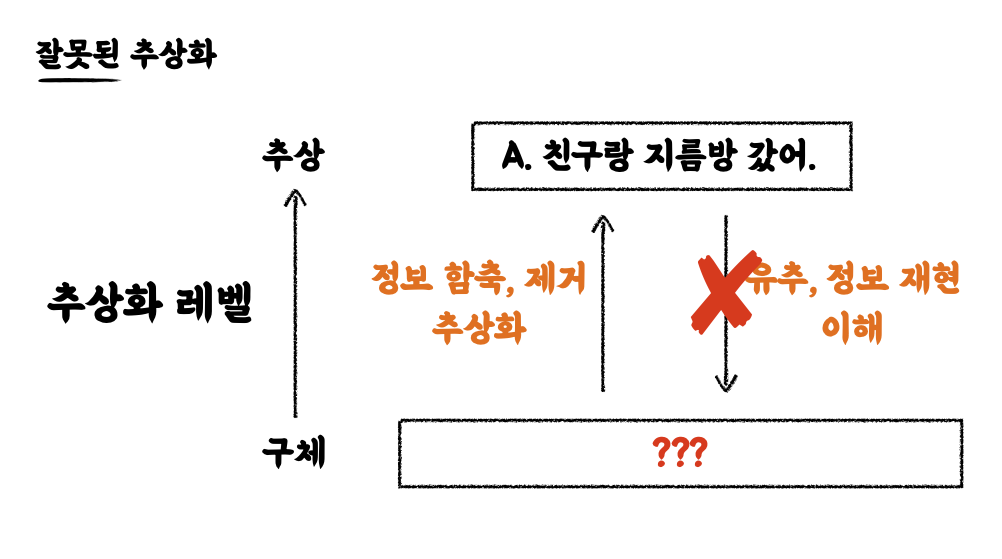 잘못된 추상화
추상
A. 친구랑 지름방 갔어.
정보 함축, 제거
추상화
유추, 정보 재현
이해
추상화 레벨
구체
???